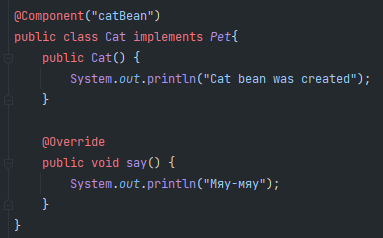 @Component("catBean")
public class Cat implements Pet{
public Cat() {
System.out.println("Cat bean was created");
}
@Override
public void say() {
System.out.println("Мяу-мяу");
}
}